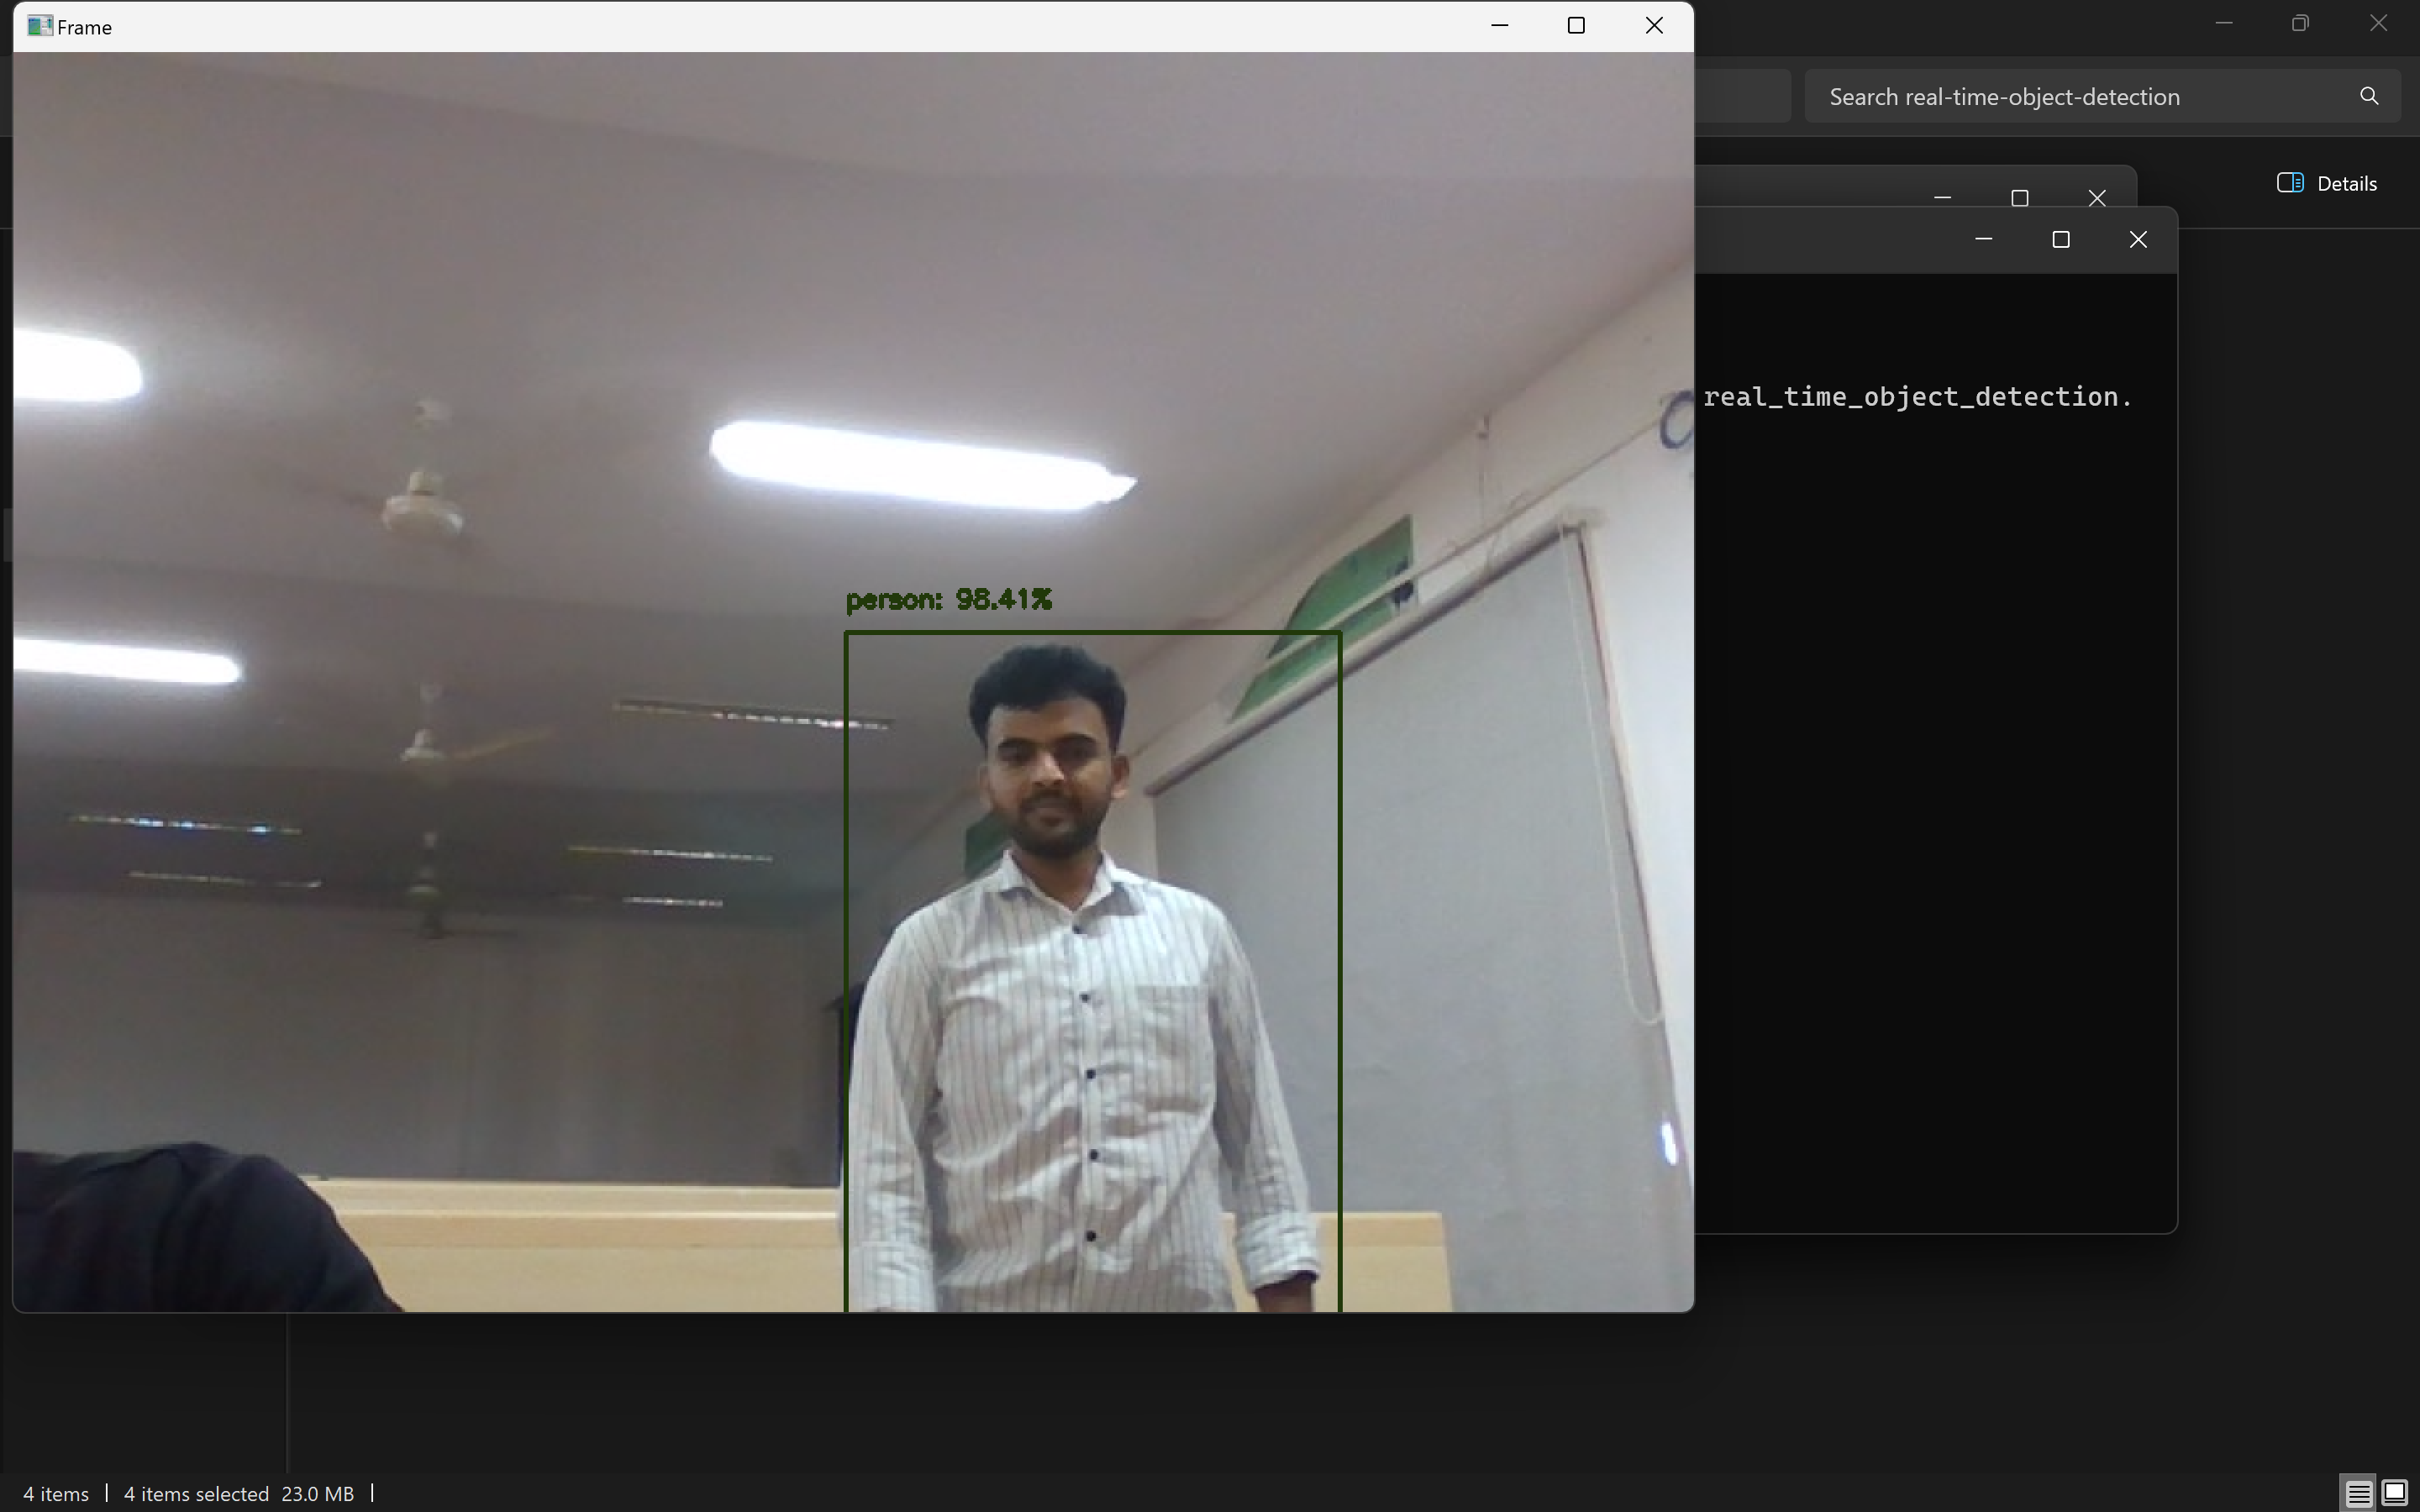 Frame
Search real-time-object-detection
Details
real_time_object_detection.
person: 98.41%
4 items
4 items selected 23.0 MB